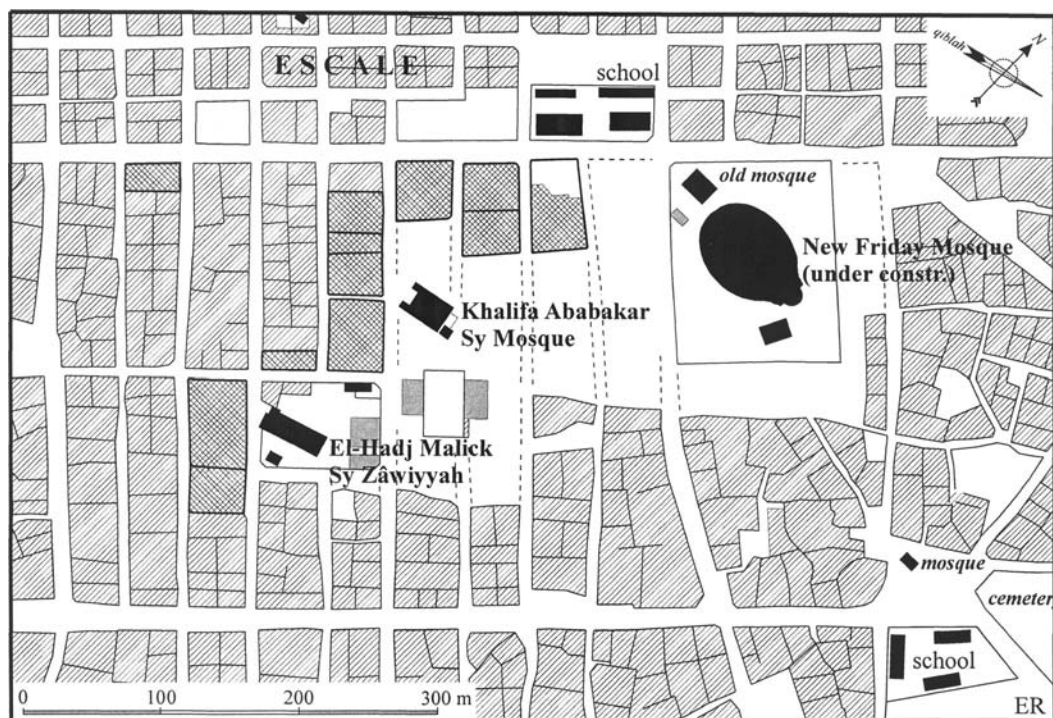 ESCALE
school
qiblah
N
old mosque
New Friday Mosque
(under constr.)
Khalifa Ababakar
Sy Mosque
El-Hadj Malick
Sy Zâwiyyah
mosque
cemeter
school
0 100 200 300 m
ER